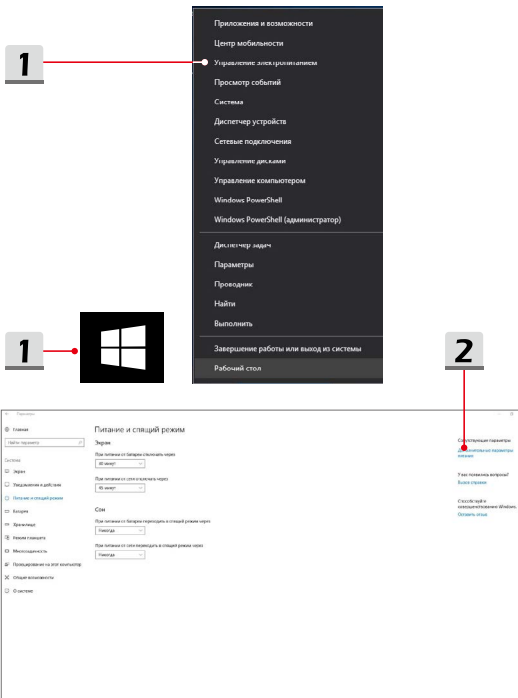 1
Приложения и возможности
Центр мобильности
Управление электропитанием
Просмотр событий
Система
Диспетчер устройств
Сетевые подключения
Управление дисками
Управление компьютером
Windows PowerShell
Windows PowerShell (администратор)
Диспетчер задач
Параметры
Проводник
Найти
Выполнить
Завершение работы или выход из системы
Рабочий стол
1
2
Параметры
Главная
Найти параметр
Система
Экран
Уведомления и действия
Питание и спящий режим
Батарея
Хранилище
Режим планшета
Многозадачность
Проецирование на этот компьютер
Общие возможности
О системе
Питание и спящий режим
Экран
При питании от батареи отключать через
При питании от сети отключать через
Сон
При питании от батареи переходить в спящий режим через
Никогда
При питании от сети переходить в спящий режим через
Никогда
Сопутствующие параметры
Дополнительные параметры
питания
У вас появились вопросы?
Вызов справки
Способствуйте
совершенствованию Windows.
Оставить отзыв